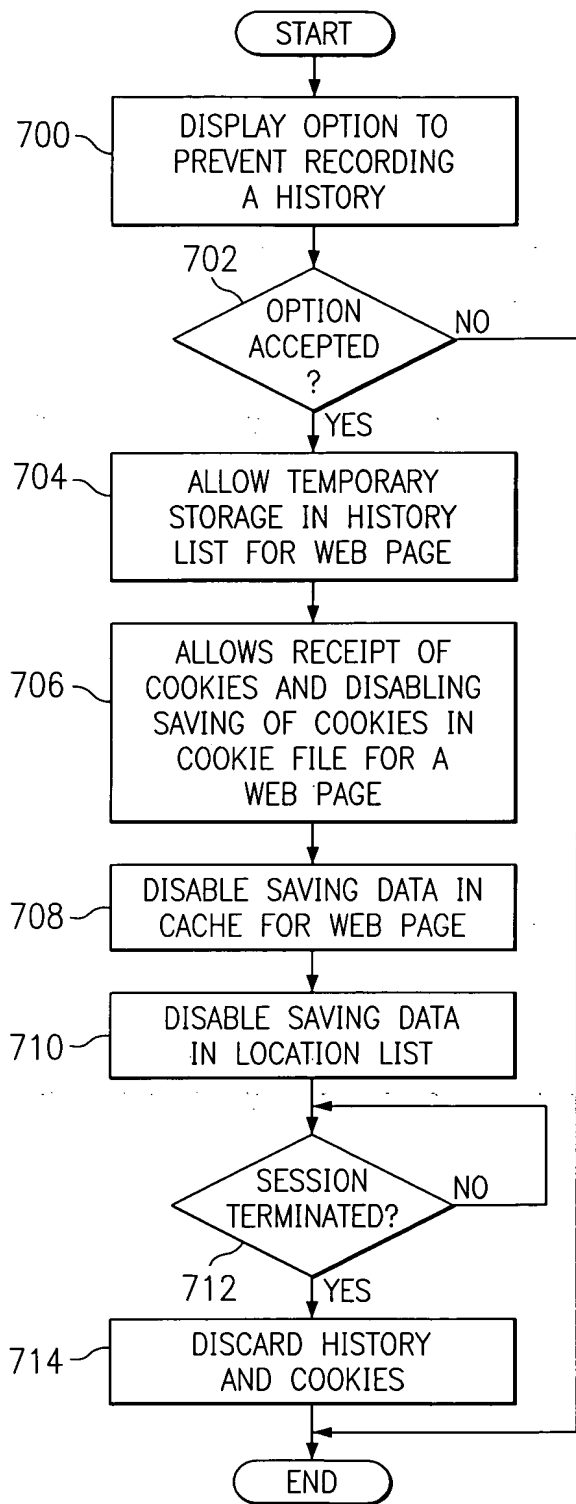 START
700
DISPLAY OPTION TO
PREVENT RECORDING
A HISTORY
702
OPTION
ACCEPTED
?
NO
YES
704
ALLOW TEMPORARY
STORAGE IN HISTORY
LIST FOR WEB PAGE
706
ALLOWS RECEIPT OF
COOKIES AND DISABLING
SAVING OF COOKIES IN
COOKIE FILE FOR A
WEB PAGE
708
DISABLE SAVING DATA IN
CACHE FOR WEB PAGE
710
DISABLE SAVING DATA
IN LOCATION LIST
SESSION
TERMINATED?
NO
712
YES
714
DISCARD HISTORY
AND COOKIES
END